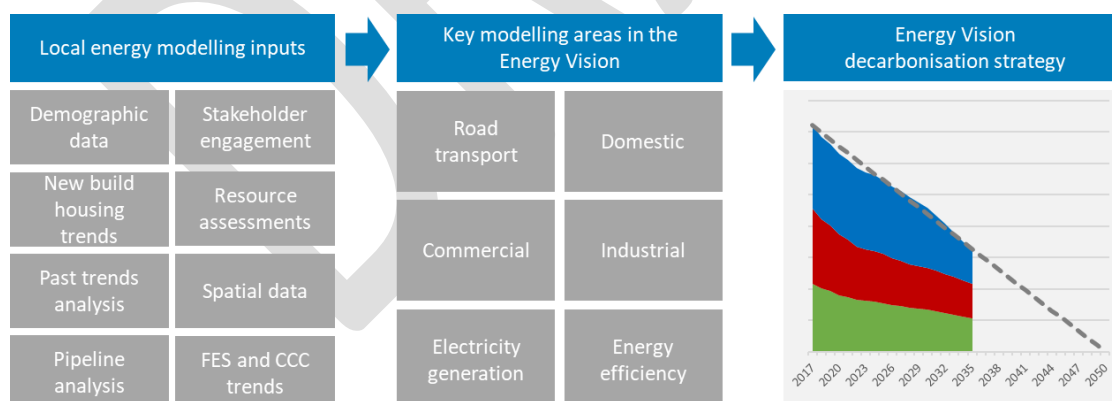 Local energy modelling inputs
Key modelling areas in the
Energy Vision
Energy Vision
decarbonisation strategy
Demographic
data
Stakeholder
engagement
New build
housing
trends
Resource
assessments
Past trends
analysis
Spatial data
Pipeline
analysis
FES and CCC
trends
Road
transport
Domestic
Commercial
Industrial
Electricity
generation
Energy
efficiency
2017
2020
2023
2026
2029
2032
2035
2038
2041
2044
2047
2050